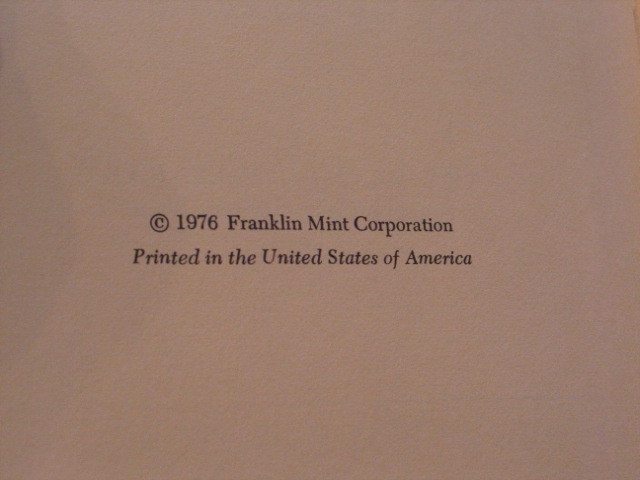 © 1976 Franklin Mint Corporation
Printed in the United States of America